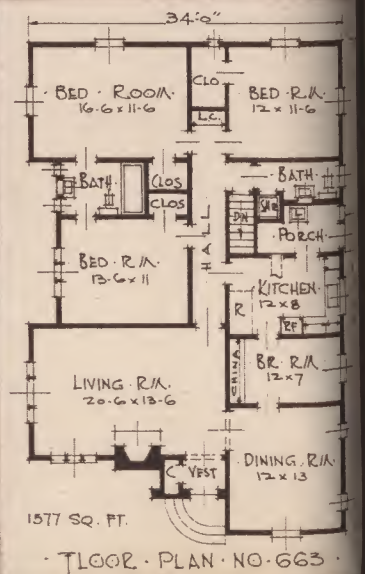 34'-0"
CLO.
BED · ROOM ·
16-6 x 11-6
BED · R'M ·
12 x 11-6
L.C.
BATH
CLOS
CLOS
BATH ·
DN
SH'R
PORCH ·
HALL
BED · R'M ·
13-6 x 11
KITCHEN ·
12 x 8
R
RF
CHINA
BR · R'M
12 x 7
LIVING · R'M ·
20-6 x 13-6
DINING · R'M ·
12 x 13
C
VEST
1577 SQ. FT.
· FLOOR · PLAN · NO · 663 ·